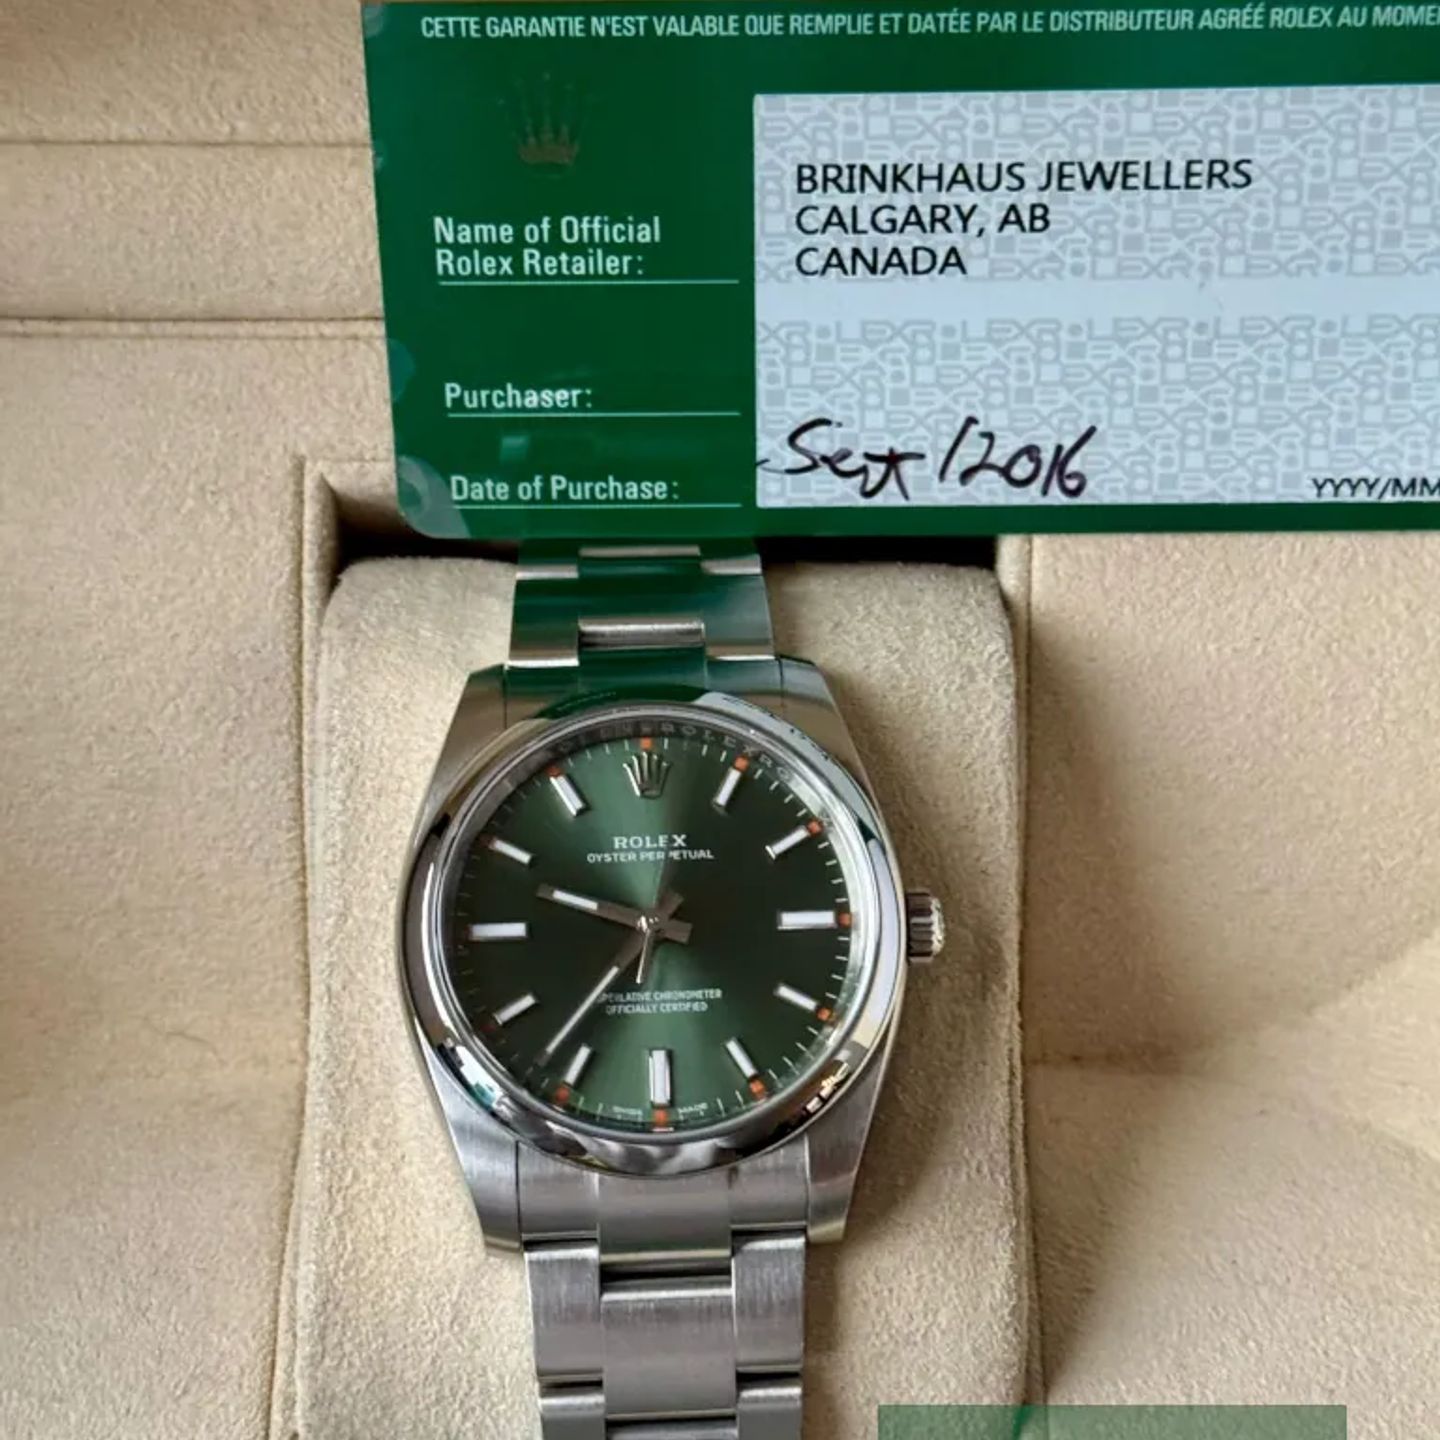 CETTE GARANTIE N'EST VALABLE QUE REMPLIE ET DATÉE PAR LE DISTRIBUTEUR AGRÉÉ ROLEX AU
BRINKHAUS JEWELLERS
CALGARY, AB
CANADA
Name of Official
Rolex Retailer:
Purchaser:
Date of Purchase:
Sept / 2016
YYYY/MM
ROLEX
OYSTER PERPETUAL
SUPERLATIVE CHRONOMETER
OFFICIALLY CERTIFIED
SWISS MADE